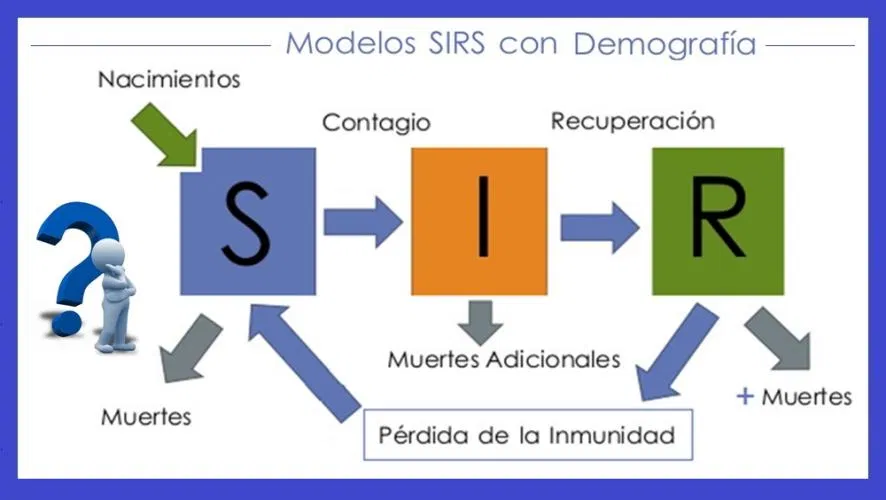 Modelos SIRS con Demografía
Nacimientos
Contagio
Recuperación
S
I
R
Muertes Adicionales
+ Muertes
Muertes
Pérdida de la Inmunidad